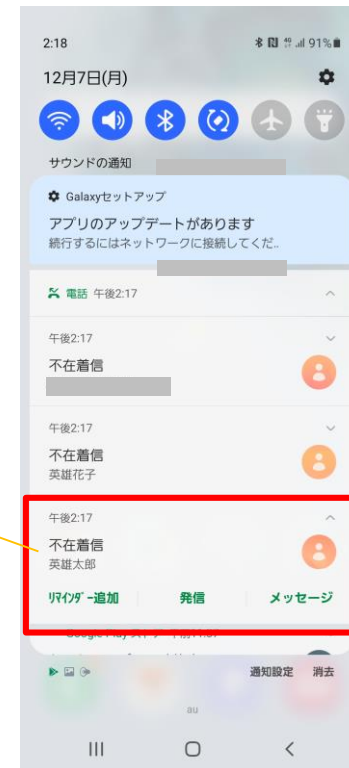 2:18 91%
12月7日(月)
サウンドの通知
Galaxyセットアップ
アプリのアップデートがあります
続行するにはネットワークに接続してくだ..
電話 午後2:17
午後2:17
不在着信
午後2:17
不在着信
英雄花子
午後2:17
不在着信
英雄太郎
リマインダー追加 発信 メッセージ
通知設定 消去
au